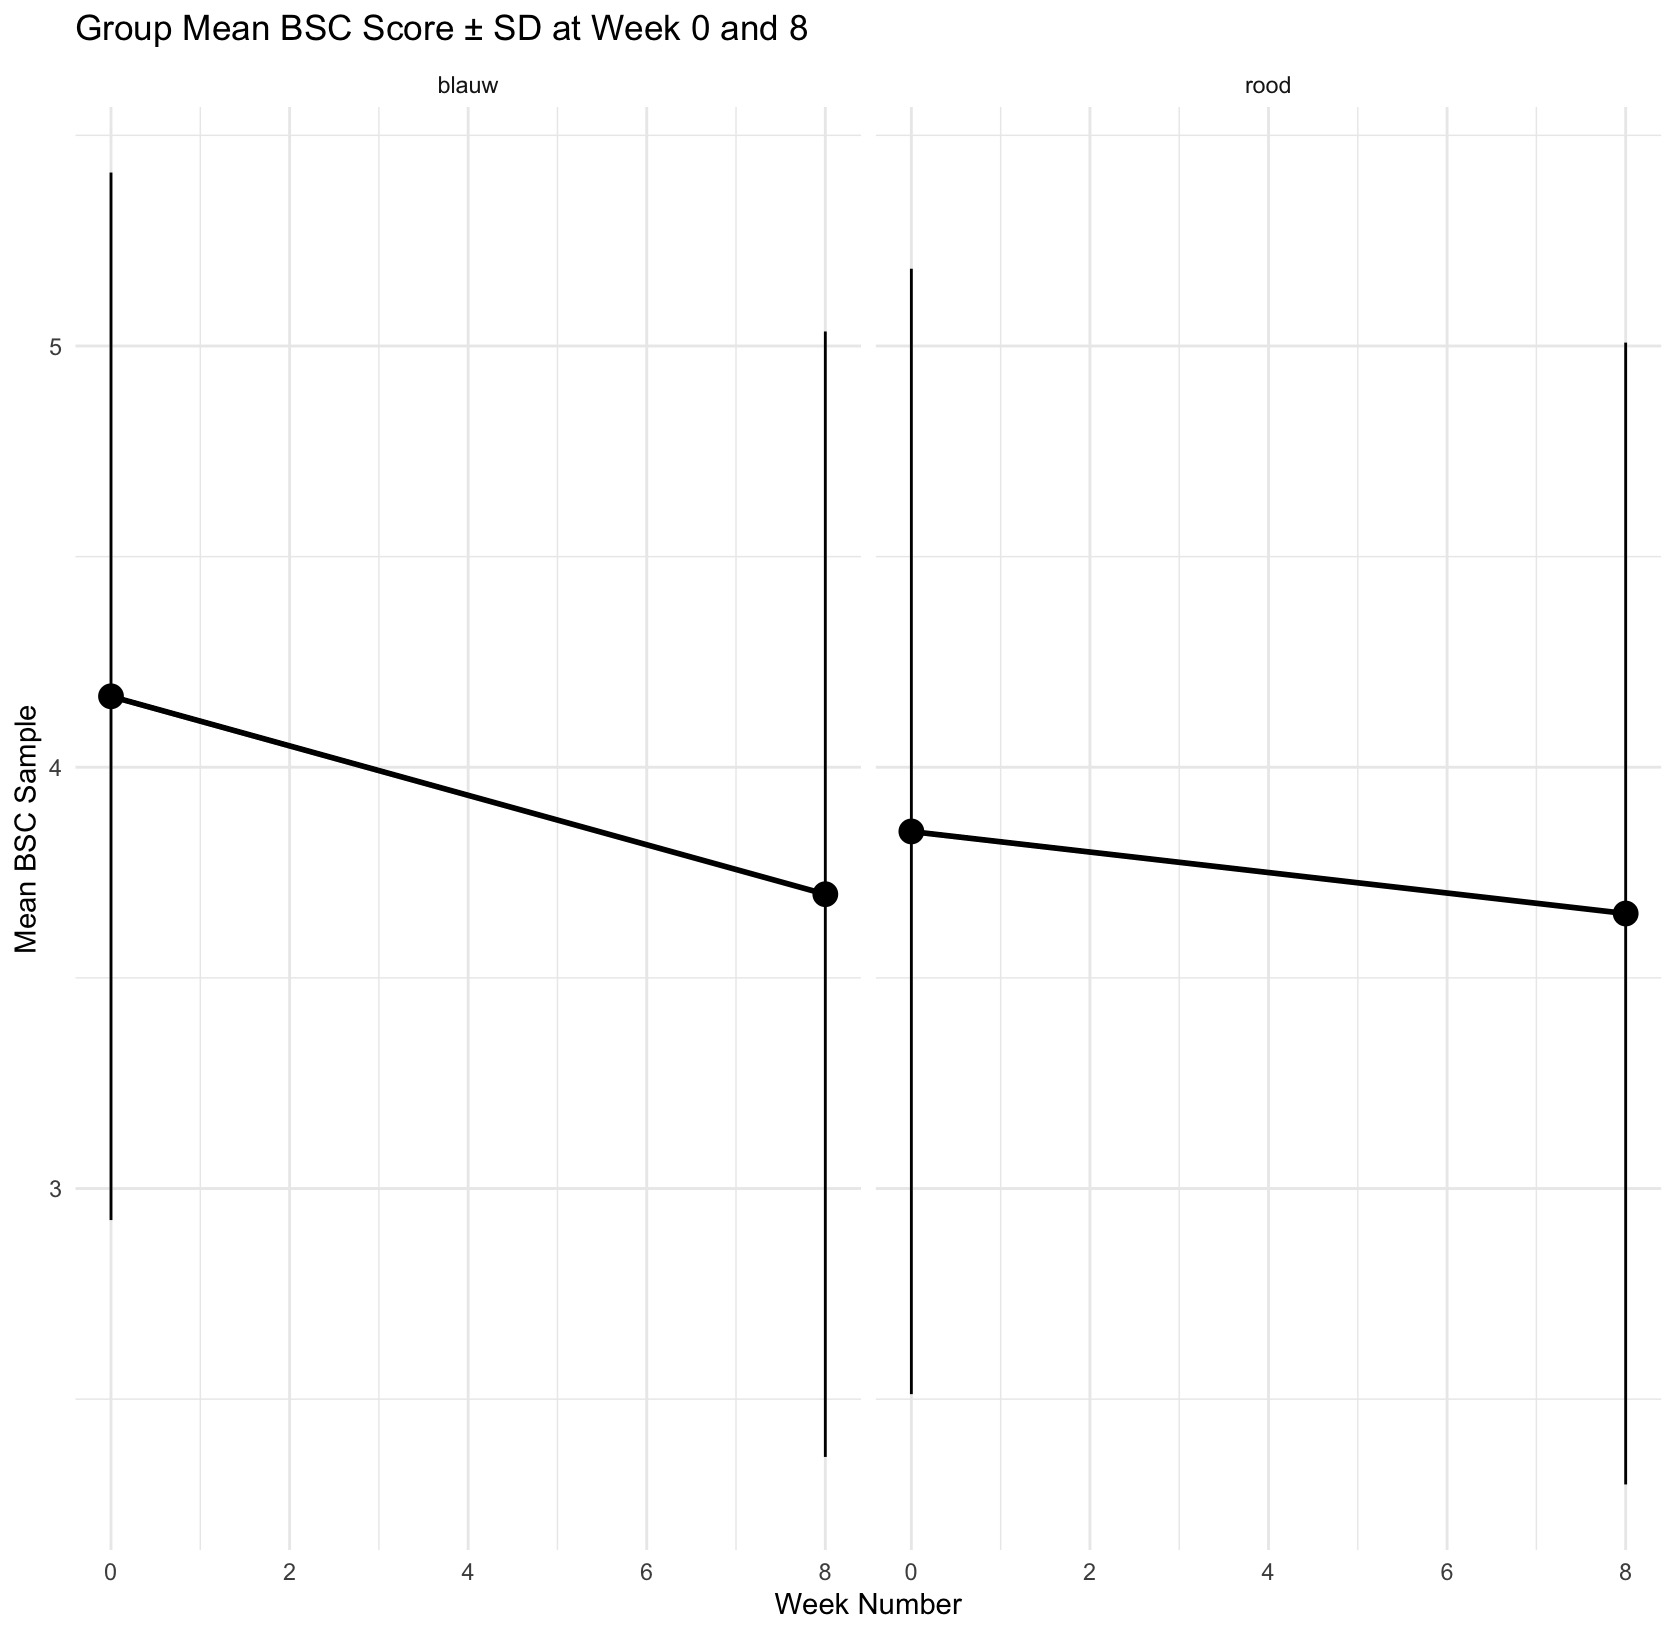 Group Mean BSC Score ± SD at Week 0 and 8
blauw
rood
Mean BSC Sample
5
4
3
0 2 4 6 8 0 2 4 6 8
Week Number